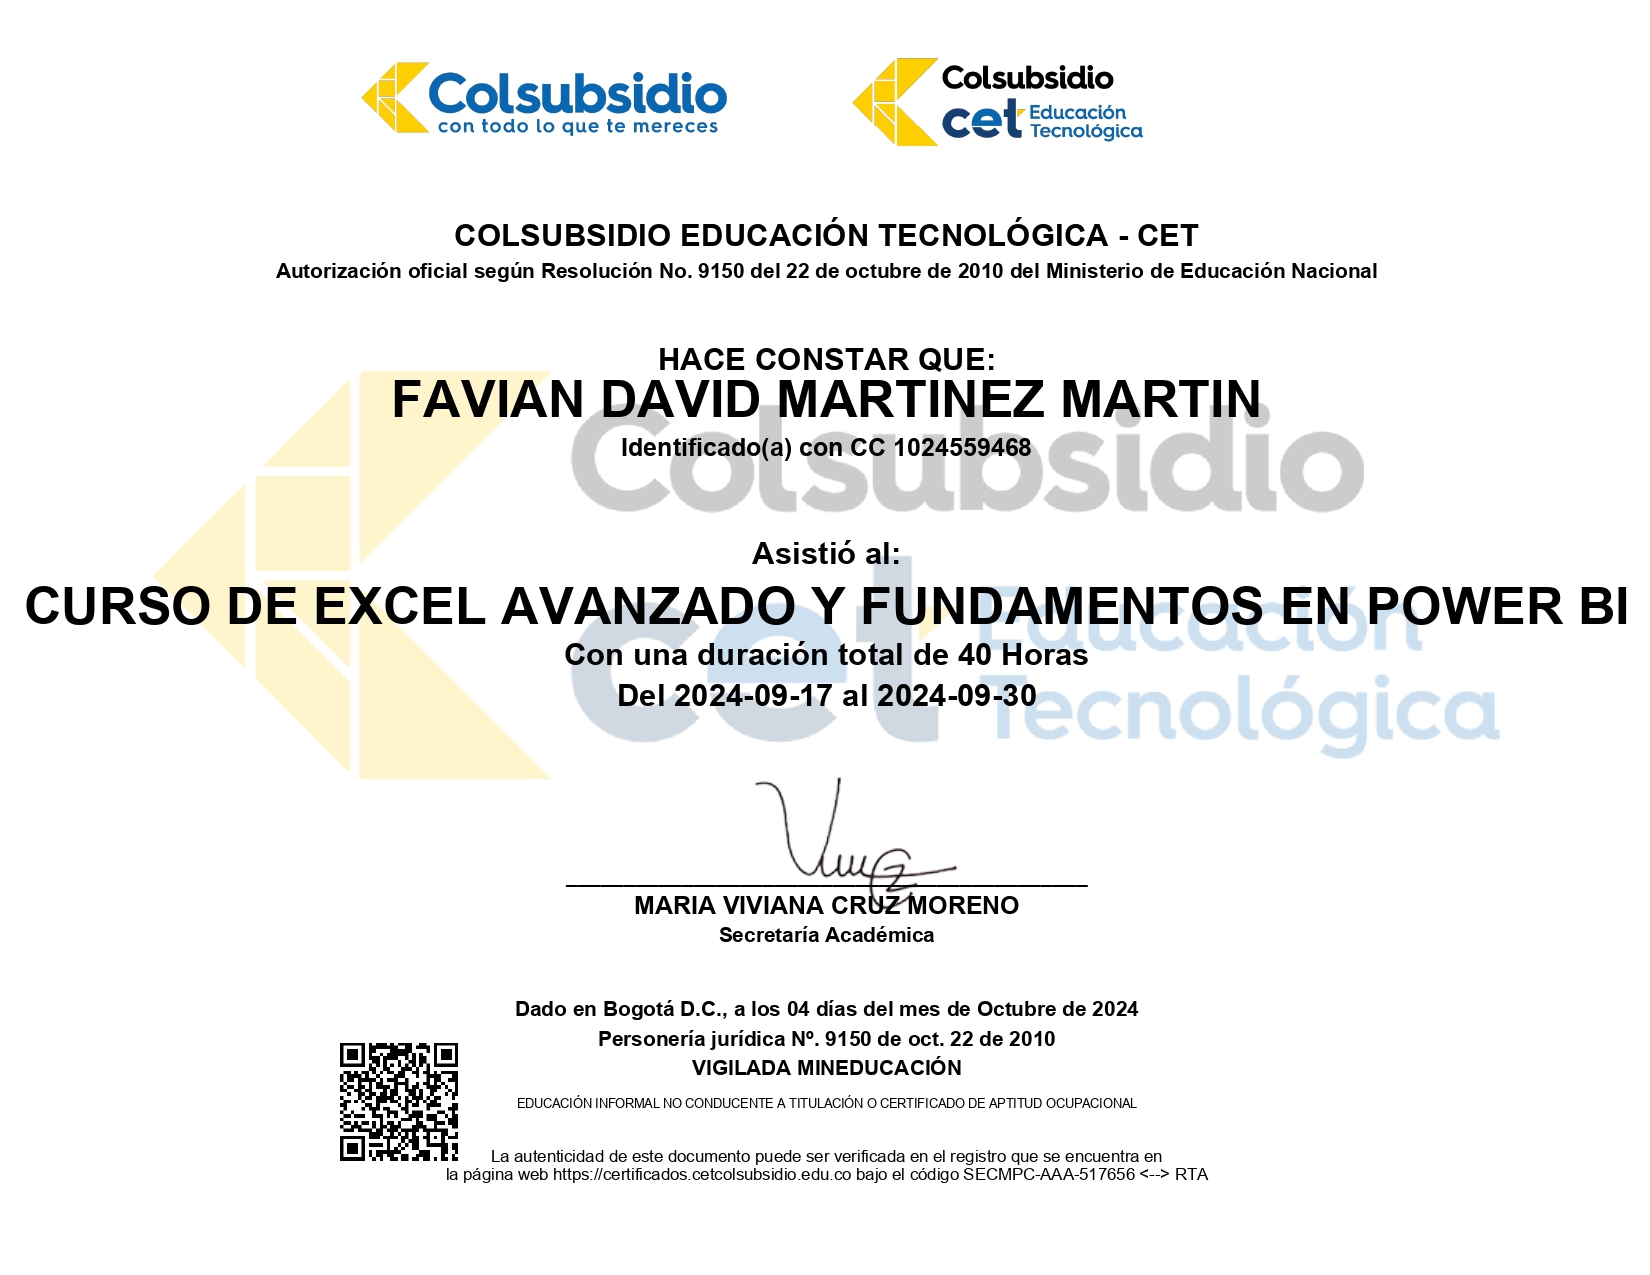 Colsubsidio
con todo lo que te mereces
Colsubsidio
cet Educación
Tecnológica
COLSUBSIDIO EDUCACIÓN TECNOLÓGICA - CET
Autorización oficial según Resolución No. 9150 del 22 de octubre de 2010 del Ministerio de Educación Nacional
HACE CONSTAR QUE:
FAVIAN DAVID MARTINEZ MARTIN
Identificado(a) con CC 1024559468
Colsubsidio
Asistió al:
CURSO DE EXCEL AVANZADO Y FUNDAMENTOS EN POWER BI
cet Educación
Tecnológica
Con una duración total de 40 Horas
Del 2024-09-17 al 2024-09-30
MARIA VIVIANA CRUZ MORENO
Secretaría Académica
Dado en Bogotá D.C., a los 04 días del mes de Octubre de 2024
Personería jurídica Nº. 9150 de oct. 22 de 2010
VIGILADA MINEDUCACIÓN
EDUCACIÓN INFORMAL NO CONDUCENTE A TITULACIÓN O CERTIFICADO DE APTITUD OCUPACIONAL
La autenticidad de este documento puede ser verificada en el registro que se encuentra en
la página web https://certificados.cetcolsubsidio.edu.co bajo el código SECMPC-AAA-517656 <--> RTA